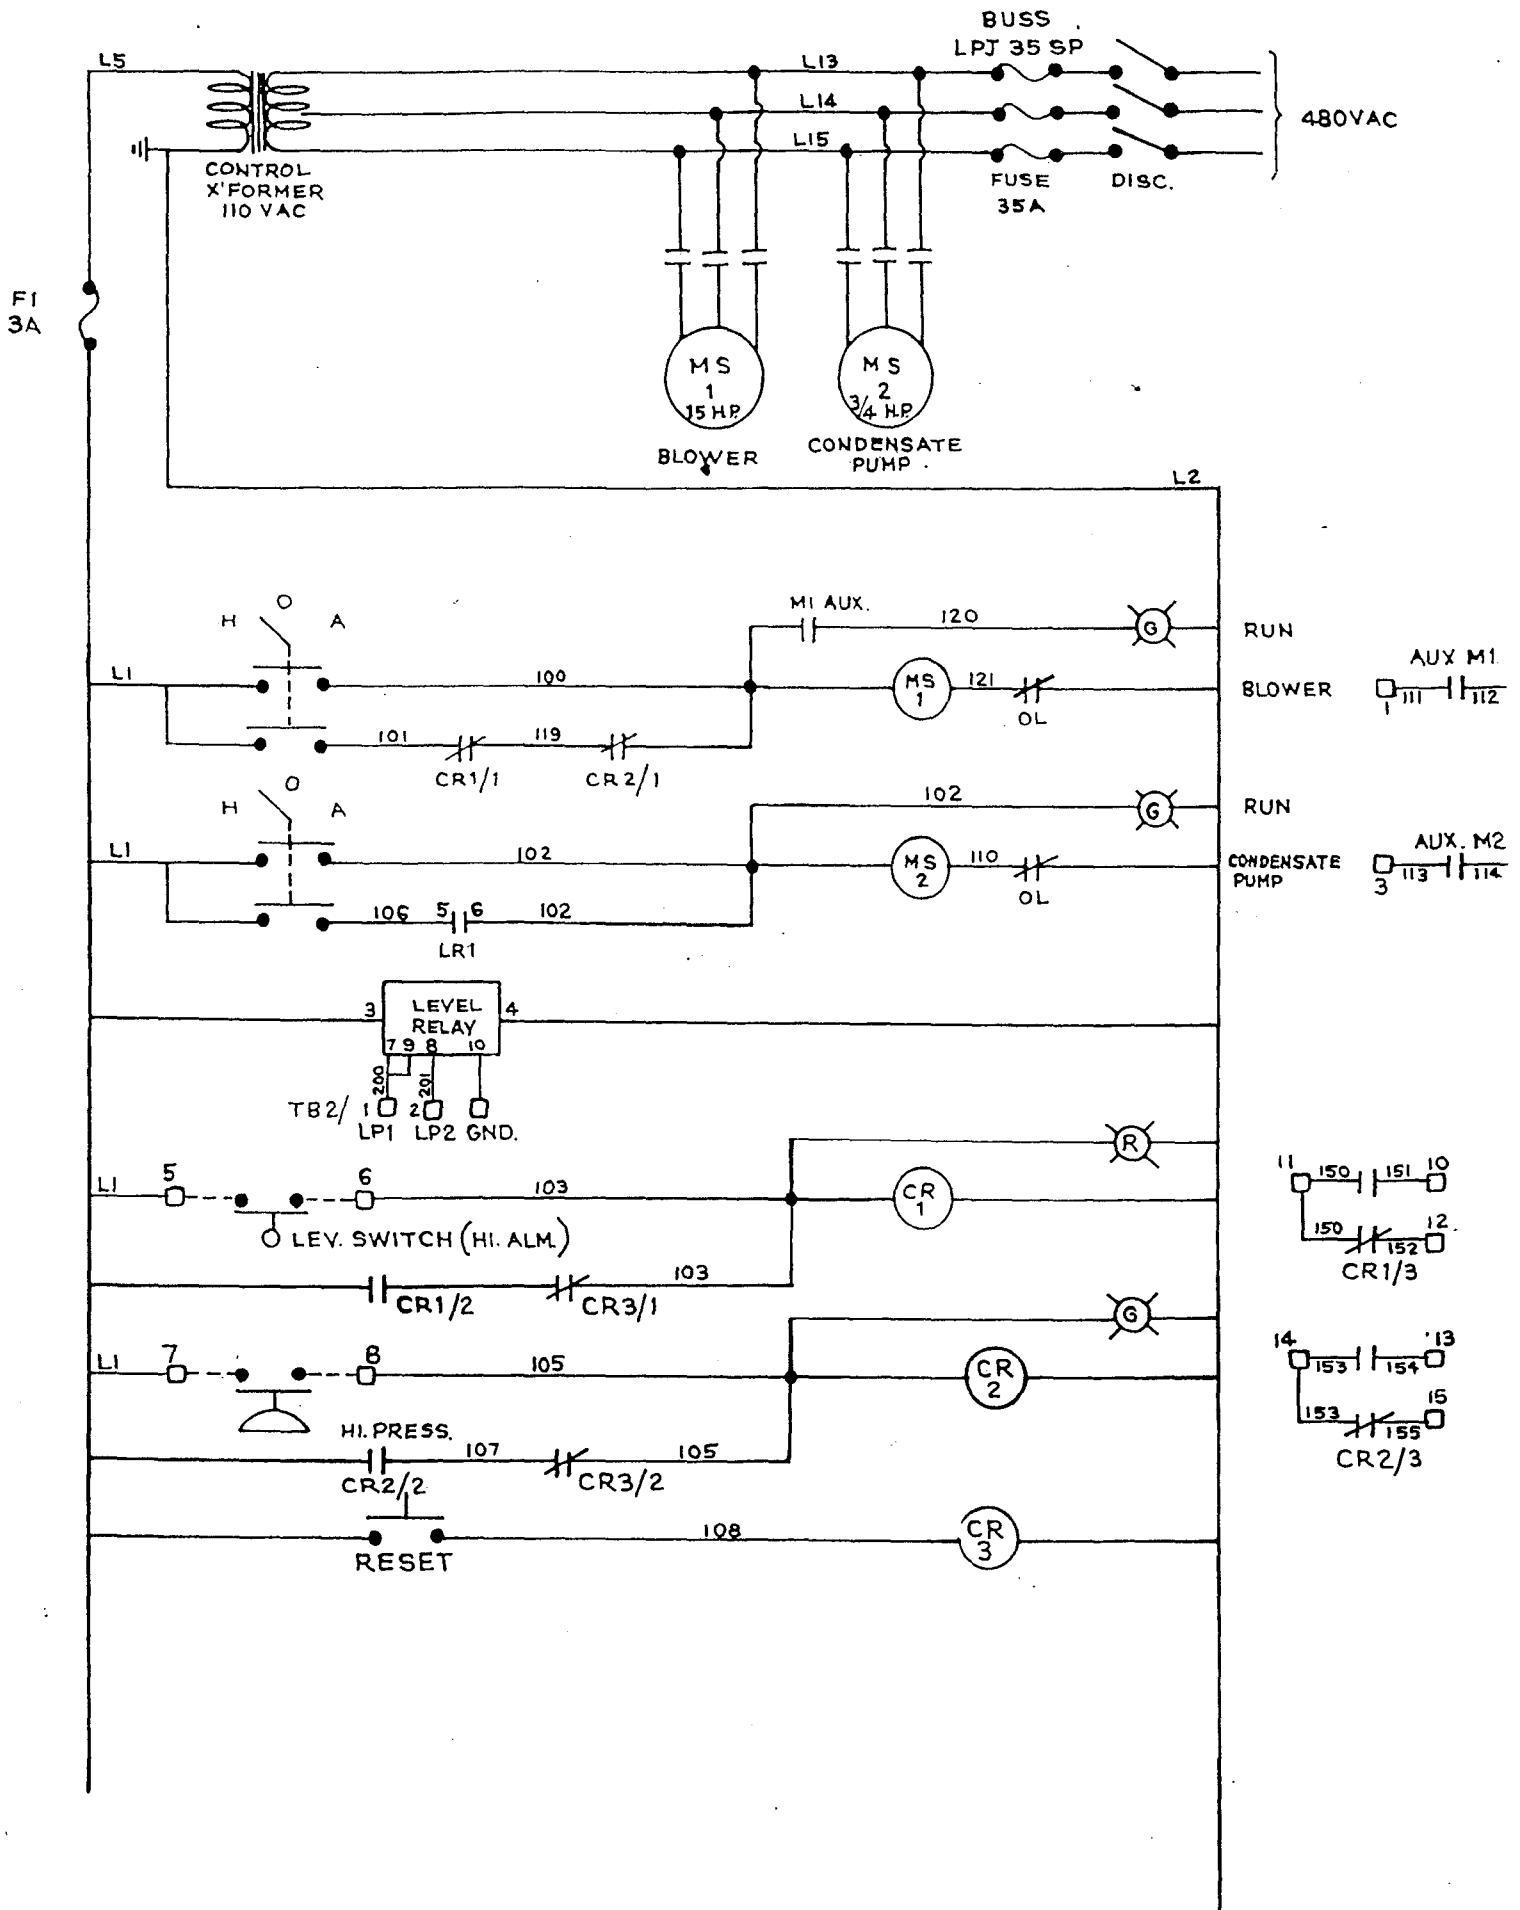 BUSS
LPJ 35 SP
L5
L13
L14
L15
480VAC
CONTROL
X'FORMER
110 VAC
FUSE
35A
DISC.
F1
3A
MS
1
15 H.P.
MS
2
3/4 H.P.
BLOWER
CONDENSATE
PUMP
L2
H O A
M1 AUX.
120
G
RUN
L1
100
MS
1
121
OL
BLOWER
AUX M1
1
111
112
101
CR1/1
119
CR2/1
H O A
102
G
RUN
L1
102
MS
2
110
OL
CONDENSATE
PUMP
AUX. M2
3
113
114
106
5
6
102
LR1
3
LEVEL
RELAY
4
7 9 8 10
200
201
TB2/ 1 2
LP1 LP2 GND.
R
L1
5
6
103
CR
1
LEV. SWITCH (HI. ALM.)
11
150
151
10
150
152
12
CR1/3
CR1/2
CR3/1
103
G
L1
7
8
105
CR
2
14
153
154
13
153
155
15
CR2/3
HI. PRESS.
CR2/2
107
CR3/2
105
RESET
108
CR
3